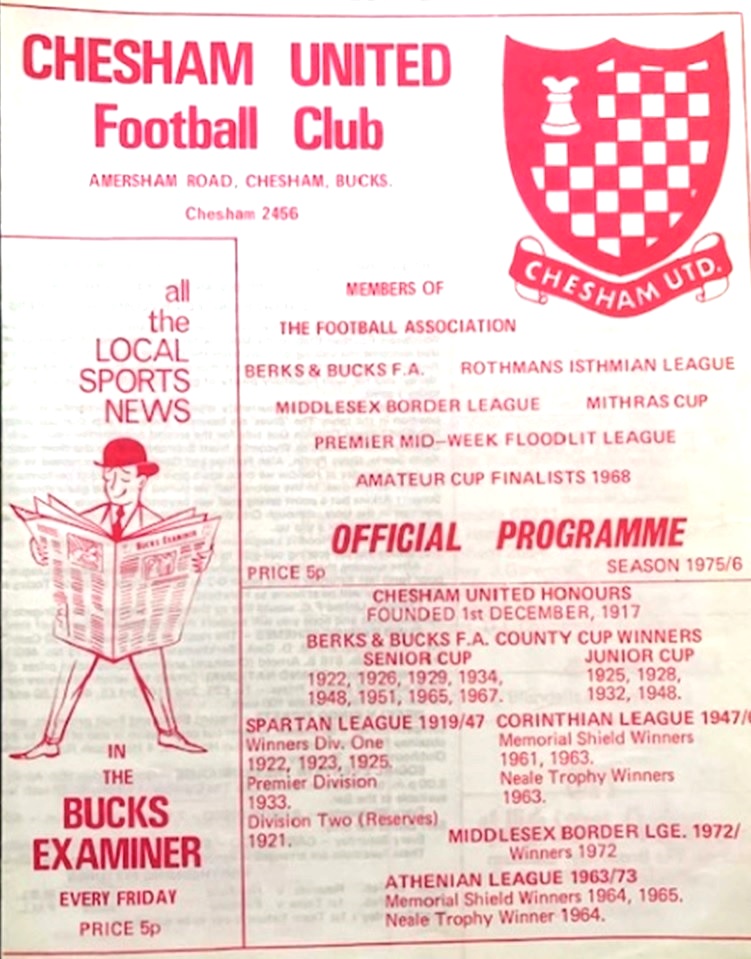 CHESHAM UNITED
Football Club
AMERSHAM ROAD, CHESHAM, BUCKS.
Chesham 2456
CHESHAM UTD.
all
the
LOCAL
SPORTS
NEWS
BUCKS EXAMINER
IN
THE
BUCKS
EXAMINER
EVERY FRIDAY
PRICE 5p
MEMBERS OF
THE FOOTBALL ASSOCIATION
BERKS & BUCKS F.A. ROTHMANS ISTHMIAN LEAGUE
MIDDLESEX BORDER LEAGUE MITHRAS CUP
PREMIER MID-WEEK FLOODLIT LEAGUE
AMATEUR CUP FINALISTS 1968
OFFICIAL PROGRAMME
PRICE 5p SEASON 1975/6
CHESHAM UNITED HONOURS
FOUNDED 1st DECEMBER, 1917
BERKS & BUCKS F.A. COUNTY CUP WINNERS
SENIOR CUP
1922, 1926, 1929, 1934,
1948, 1951, 1965, 1967.
JUNIOR CUP
1925, 1928,
1932, 1948.
SPARTAN LEAGUE 1919/47
Winners Div. One
1922, 1923, 1925.
Premier Division
1933.
Division Two (Reserves)
1921.
CORINTHIAN LEAGUE 1947/
Memorial Shield Winners
1961, 1963.
Neale Trophy Winners
1963.
MIDDLESEX BORDER LGE. 1972/
Winners 1972
ATHENIAN LEAGUE 1963/73
Memorial Shield Winners 1964, 1965.
Neale Trophy Winner 1964.